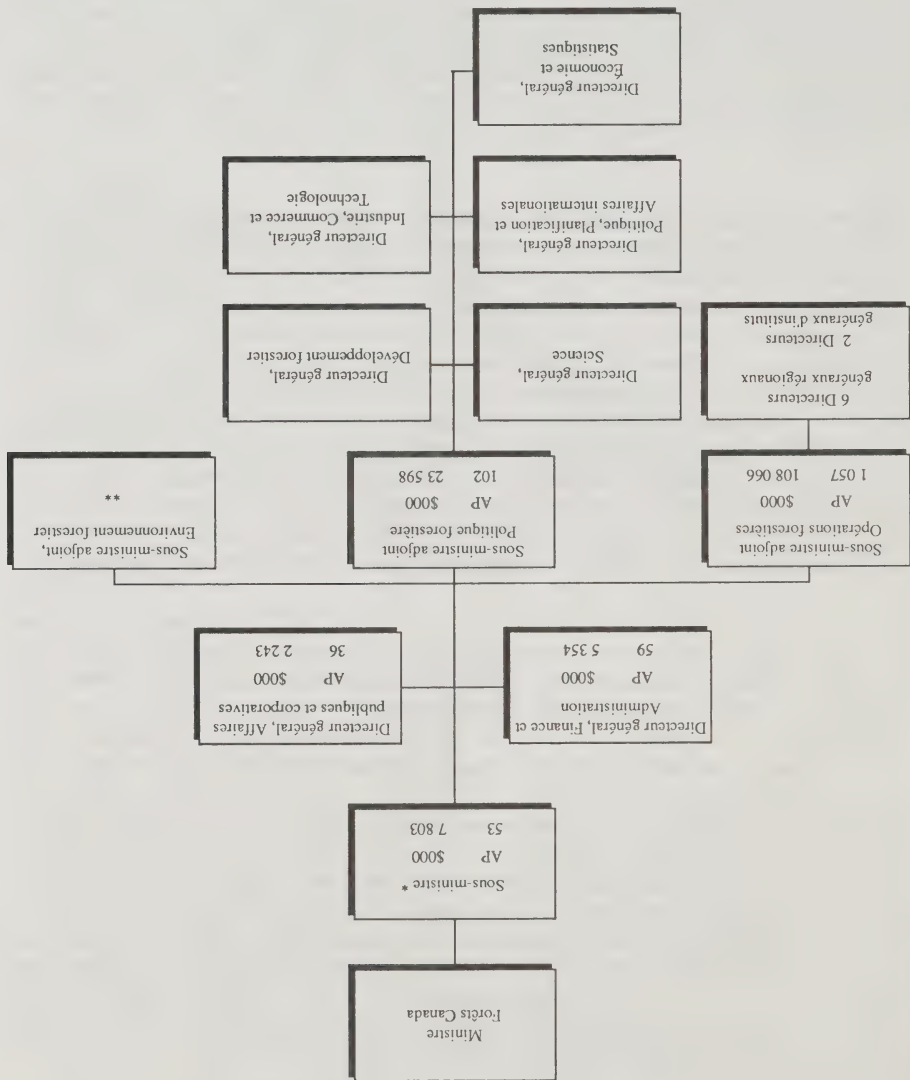 Ministre
Forêts Canada
Sous-ministre *
AP $000
53 7 803
Directeur général, Finance et
Administration
AP $000
59 5 354
Directeur général, Affaires
publiques et corporatives
AP $000
36 2 243
Sous-ministre adjoint
Opérations forestières
AP $000
1 057 108 066
6 Directeurs
généraux régionaux
2 Directeurs
généraux d'instituts
Sous-ministre adjoint
Politique forestière
AP $000
102 23 598
Sous-ministre adjoint,
Environnement forestier
**
Directeur général,
Science
Directeur général,
Développement forestier
Directeur général,
Politique, Planification et
Affaires internationales
Directeur général,
Industrie, Commerce et
Technologie
Directeur général,
Économie et
Statistiques